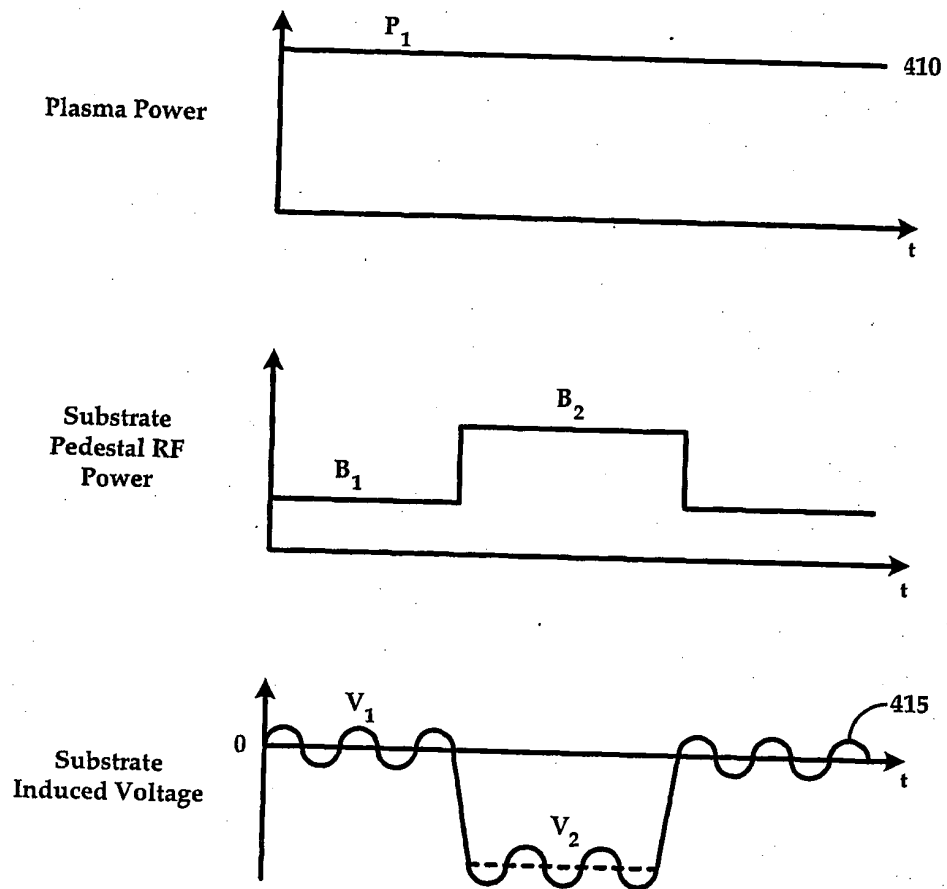 P1
410
Plasma Power
t
B2
Substrate
Pedestal RF
Power
B1
t
V1
415
0
Substrate
Induced Voltage
t
V2